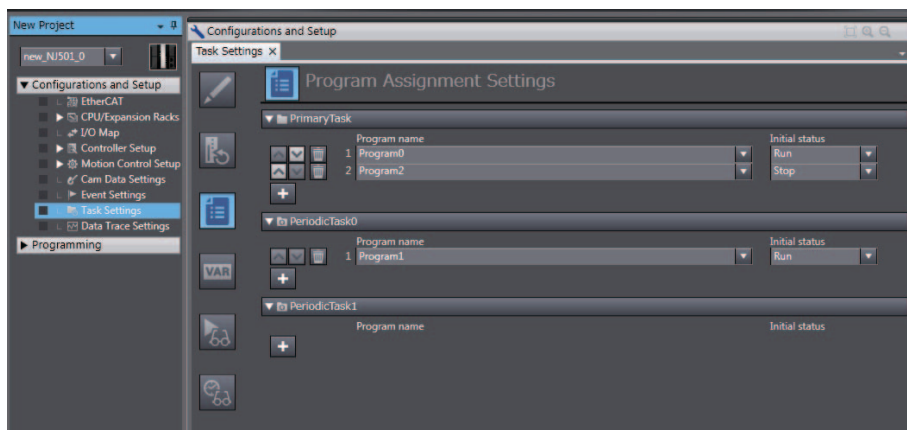 New Project
new_NJ501_0
Configurations and Setup
EtherCAT
CPU/Expansion Racks
I/O Map
Controller Setup
Motion Control Setup
Cam Data Settings
Event Settings
Task Settings
Data Trace Settings
Programming
Configurations and Setup
Task Settings X
VAR
Program Assignment Settings
PrimaryTask
Program name Initial status
1 Program0 Run
2 Program2 Stop
+
PeriodicTask0
Program name Initial status
1 Program1 Run
+
PeriodicTask1
Program name Initial status
+